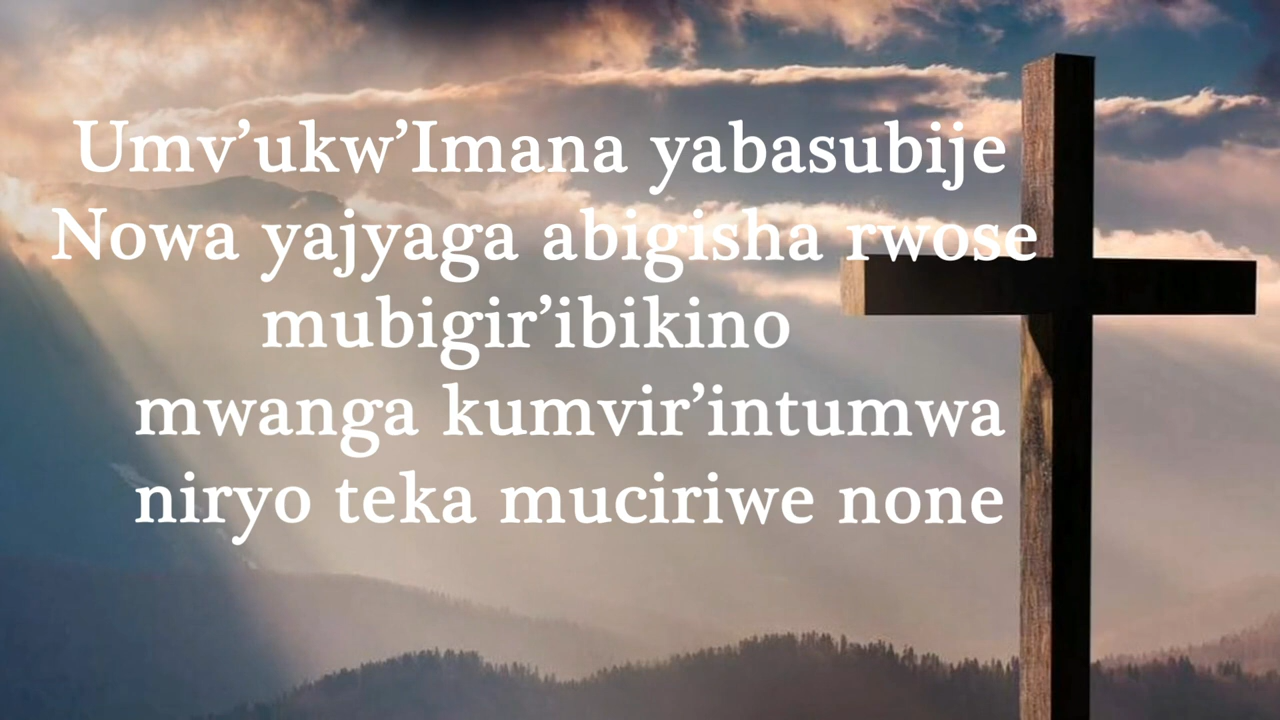 Umv’ukw’Imana yabasubije
Nowa yajyaga abigisha rwose
mubigir’ibikino
mwanga kumvir’intumwa
niryo teka muciriwe none